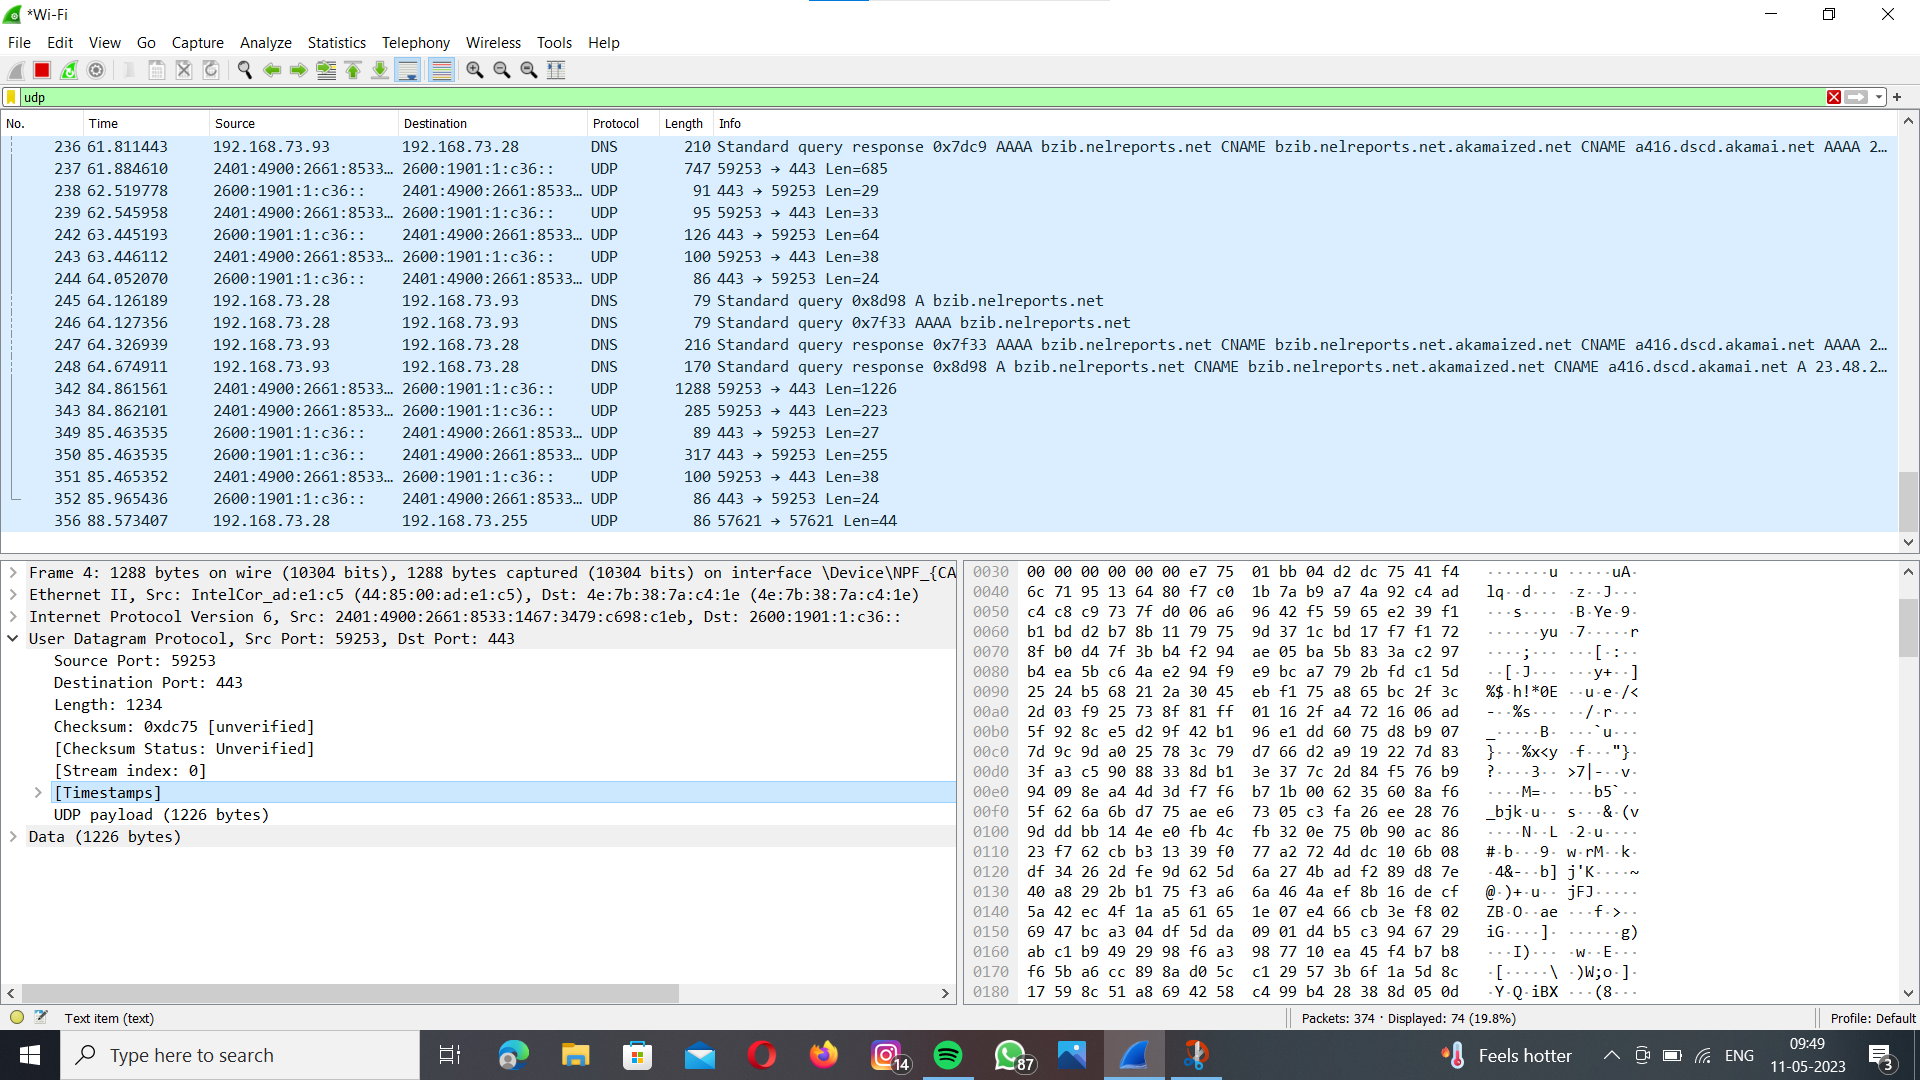 *Wi-Fi
File Edit View Go Capture Analyze Statistics Telephony Wireless Tools Help
udp
No. Time Source Destination Protocol Length Info
236 61.811443 192.168.73.93 192.168.73.28 DNS 210 Standard query response 0x7dc9 AAAA bzib.nelreports.net CNAME bzib.nelreports.net.akamaized.net CNAME a416.dscd.akamai.net AAAA 2…
237 61.884610 2401:4900:2661:8533… 2600:1901:1:c36:: UDP 747 59253 → 443 Len=685
238 62.519778 2600:1901:1:c36:: 2401:4900:2661:8533… UDP 91 443 → 59253 Len=29
239 62.545958 2401:4900:2661:8533… 2600:1901:1:c36:: UDP 95 59253 → 443 Len=33
242 63.445193 2600:1901:1:c36:: 2401:4900:2661:8533… UDP 126 443 → 59253 Len=64
243 63.446112 2401:4900:2661:8533… 2600:1901:1:c36:: UDP 100 59253 → 443 Len=38
244 64.052070 2600:1901:1:c36:: 2401:4900:2661:8533… UDP 86 443 → 59253 Len=24
245 64.126189 192.168.73.28 192.168.73.93 DNS 79 Standard query 0x8d98 A bzib.nelreports.net
246 64.127356 192.168.73.28 192.168.73.93 DNS 79 Standard query 0x7f33 AAAA bzib.nelreports.net
247 64.326939 192.168.73.93 192.168.73.28 DNS 216 Standard query response 0x7f33 AAAA bzib.nelreports.net CNAME bzib.nelreports.net.akamaized.net CNAME a416.dscd.akamai.net AAAA 2…
248 64.674911 192.168.73.93 192.168.73.28 DNS 170 Standard query response 0x8d98 A bzib.nelreports.net CNAME bzib.nelreports.net.akamaized.net CNAME a416.dscd.akamai.net A 23.48.2…
342 84.861561 2401:4900:2661:8533… 2600:1901:1:c36:: UDP 1288 59253 → 443 Len=1226
343 84.862101 2401:4900:2661:8533… 2600:1901:1:c36:: UDP 285 59253 → 443 Len=223
349 85.463535 2600:1901:1:c36:: 2401:4900:2661:8533… UDP 89 443 → 59253 Len=27
350 85.463535 2600:1901:1:c36:: 2401:4900:2661:8533… UDP 317 443 → 59253 Len=255
351 85.465352 2401:4900:2661:8533… 2600:1901:1:c36:: UDP 100 59253 → 443 Len=38
352 85.965436 2600:1901:1:c36:: 2401:4900:2661:8533… UDP 86 443 → 59253 Len=24
356 88.573407 192.168.73.28 192.168.73.255 UDP 86 57621 → 57621 Len=44
Frame 4: 1288 bytes on wire (10304 bits), 1288 bytes captured (10304 bits) on interface \Device\NPF_{CA
Ethernet II, Src: IntelCor_ad:e1:c5 (44:85:00:ad:e1:c5), Dst: 4e:7b:38:7a:c4:1e (4e:7b:38:7a:c4:1e)
Internet Protocol Version 6, Src: 2401:4900:2661:8533:1467:3479:c698:c1eb, Dst: 2600:1901:1:c36::
User Datagram Protocol, Src Port: 59253, Dst Port: 443
Source Port: 59253
Destination Port: 443
Length: 1234
Checksum: 0xdc75 [unverified]
[Checksum Status: Unverified]
[Stream index: 0]
[Timestamps]
UDP payload (1226 bytes)
Data (1226 bytes)
0030 00 00 00 00 00 00 e7 75 01 bb 04 d2 dc 75 41 f4 ·······u ·····uA·
0040 6c 71 95 13 64 80 f7 c0 1b 7a b9 a7 4a 92 c4 ad lq··d··· ·z··J···
0050 c4 c8 c9 73 7f d0 06 a6 96 42 f5 59 65 e2 39 f1 ···s···· ·B·Ye·9·
0060 b1 bd d2 b7 8b 11 79 75 9d 37 1c bd 17 f7 f1 72 ······yu ·7·····r
0070 8f b0 d4 7f 3b b4 f2 94 ae 05 ba 5b 83 3a c2 97 ····;··· ···[·:··
0080 b4 ea 5b c6 4a e2 94 f9 e9 bc a7 79 2b fd c1 5d ··[·J··· ···y+··]
0090 25 24 b5 68 21 2a 30 45 eb f1 75 a8 65 bc 2f 3c %$·h!*0E ··u·e·/<
00a0 2d 03 f9 25 73 8f 81 ff 01 16 2f a4 72 16 06 ad -··%s··· ··/·r···
00b0 5f 92 8c e5 d2 9f 42 b1 96 e1 dd 60 75 d8 b9 07 _·····B· ···`u···
00c0 7d 9c 9d a0 25 78 3c 79 d7 66 d2 a9 19 22 7d 83 }···%x<y ·f···"}·
00d0 3f a3 c5 90 88 33 8d b1 3e 37 7c 2d 84 f5 76 b9 ?····3·· >7|-··v·
00e0 94 09 8e a4 4d 3d f7 f6 b7 1b 00 62 35 60 8a f6 ····M=·· ···b5`··
00f0 5f 62 6a 6b d7 75 ae e6 73 05 c3 fa 26 ee 28 76 _bjk·u·· s···&·(v
0100 9d dd bb 14 4e e0 fb 4c fb 32 0e 75 0b 90 ac 86 ····N··L ·2·u····
0110 23 f7 62 cb b3 13 39 f0 77 a2 72 4d dc 10 6b 08 #·b···9· w·rM··k·
0120 df 34 26 2d fe 9d 62 5d 6a 27 4b ad f2 89 d8 7e ·4&-··b] j'K····~
0130 40 a8 29 2b b1 75 f3 a6 6a 46 4a ef 8b 16 de cf @·)+·u·· jFJ·····
0140 5a 42 ec 4f 1a a5 61 65 1e 07 e4 66 cb 3e f8 02 ZB·O··ae ···f·>··
0150 69 47 bc a3 04 df 5d da 09 01 d4 b5 c3 94 67 29 iG····]· ······g)
0160 ab c1 b9 49 29 98 f6 a3 98 77 10 ea 45 f4 b7 b8 ···I)··· ·w··E···
0170 f6 5b a6 cc 89 8a d0 5c c1 29 57 3b 6f 1a 5d 8c ·[·····\ ·)W;o·]·
0180 17 59 8c 51 a8 69 42 58 c4 99 b4 28 38 8d 05 0d ·Y·Q·iBX ···(8···
Text item (text) Packets: 374 · Displayed: 74 (19.8%) Profile: Default
Type here to search 14 87 Feels hotter ENG 09:49
11-05-2023 3